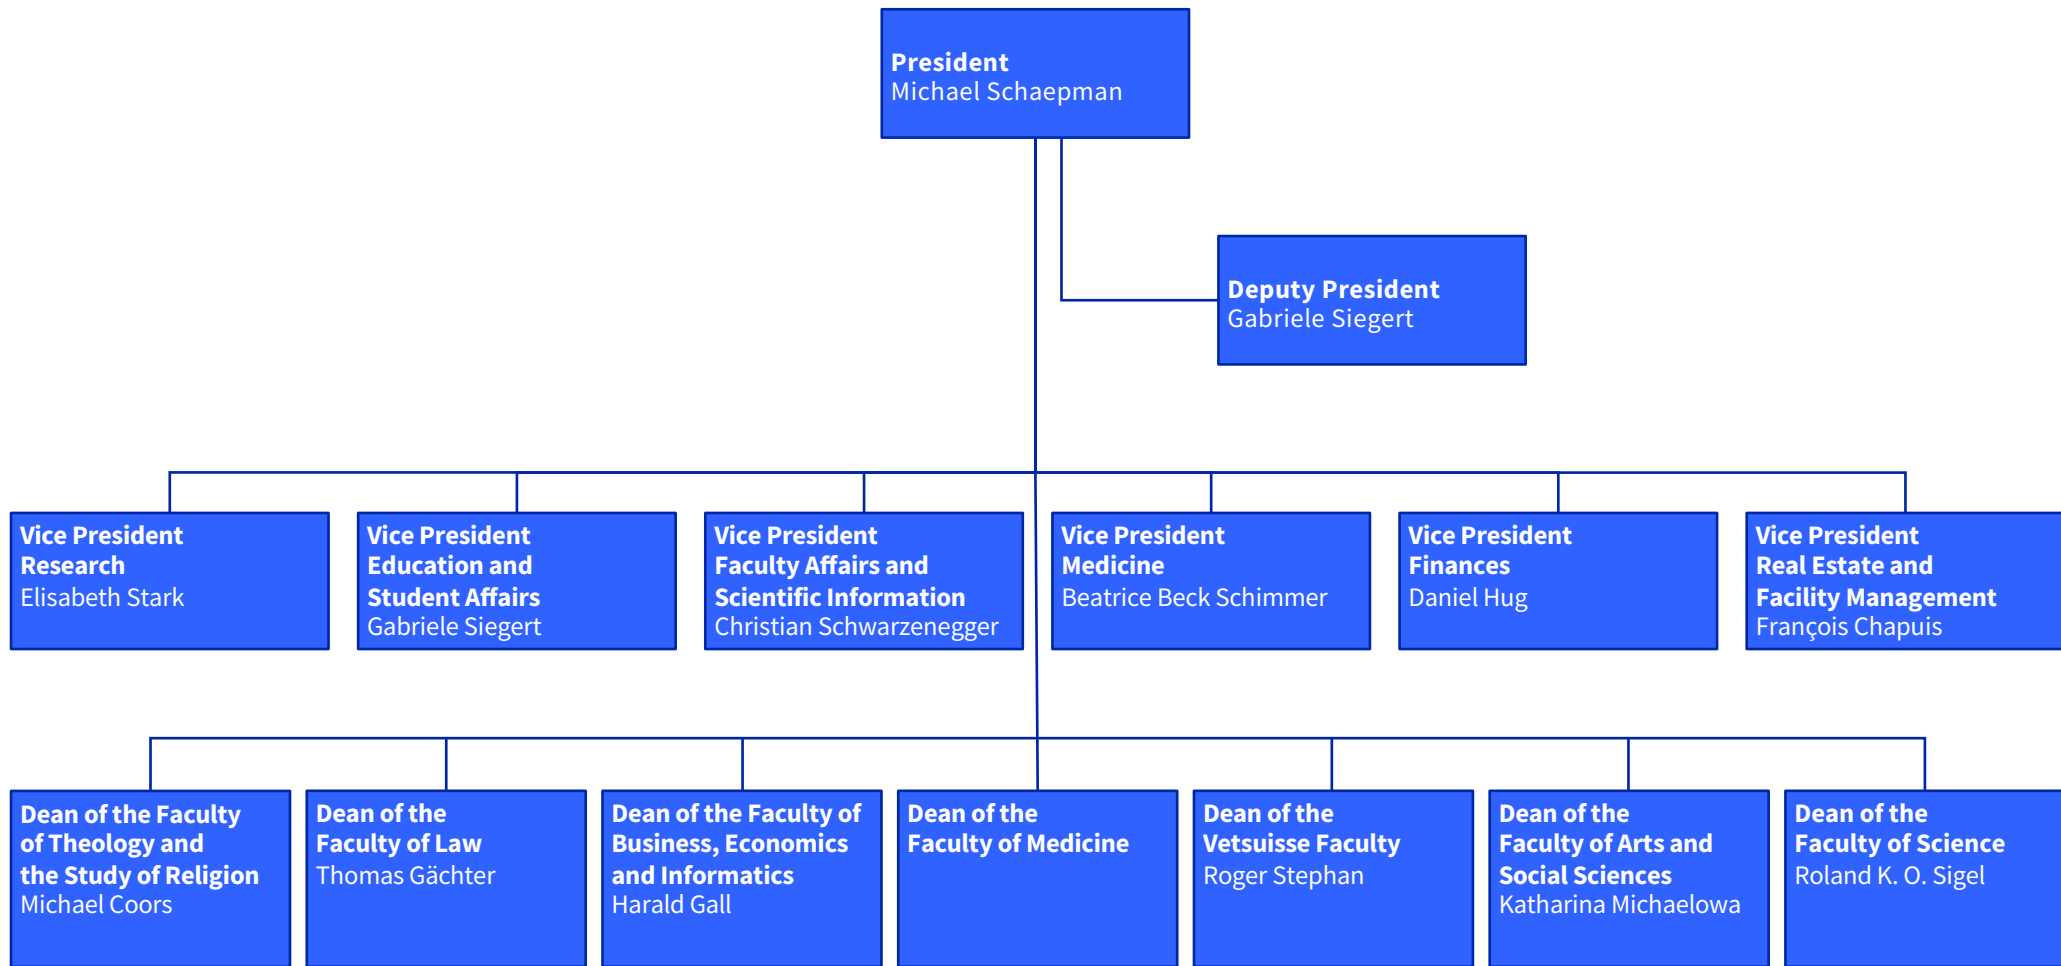 President
Michael Schaepman
Deputy President
Gabriele Siegert
Vice President
Research
Elisabeth Stark
Vice President
Education and
Student Affairs
Gabriele Siegert
Vice President
Faculty Affairs and
Scientific Information
Christian Schwarzenegger
Vice President
Medicine
Beatrice Beck Schimmer
Vice President
Finances
Daniel Hug
Vice President
Real Estate and
Facility Management
François Chapuis
Dean of the Faculty
of Theology and
the Study of Religion
Michael Coors
Dean of the
Faculty of Law
Thomas Gächter
Dean of the Faculty of
Business, Economics
and Informatics
Harald Gall
Dean of the
Faculty of Medicine
Dean of the
Vetsuisse Faculty
Roger Stephan
Dean of the
Faculty of Arts and
Social Sciences
Katharina Michaelowa
Dean of the
Faculty of Science
Roland K. O. Sigel